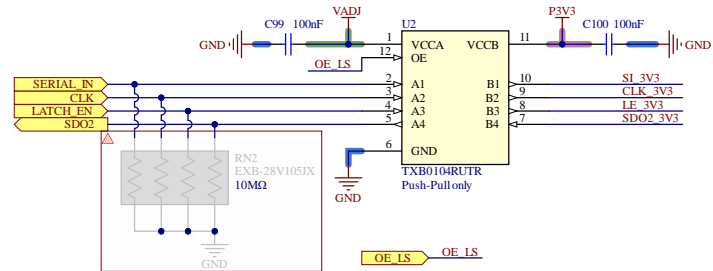 VADJ
P3V3
C99 100nF
U2
C100 100nF
GND
1 VCCA VCCB 11
GND
12 OE
OE_LS
SERIAL_IN 2 A1 B1 10 SI_3V3
CLK 3 A2 B2 9 CLK_3V3
LATCH_EN 4 A3 B3 8 LE_3V3
SDO2 5 A4 B4 7 SDO2_3V3
6 GND
RN2
EXB-28V105JX
10MΩ
TXB0104RUTR
Push-Pull only
GND
GND
OE_LS OE_LS